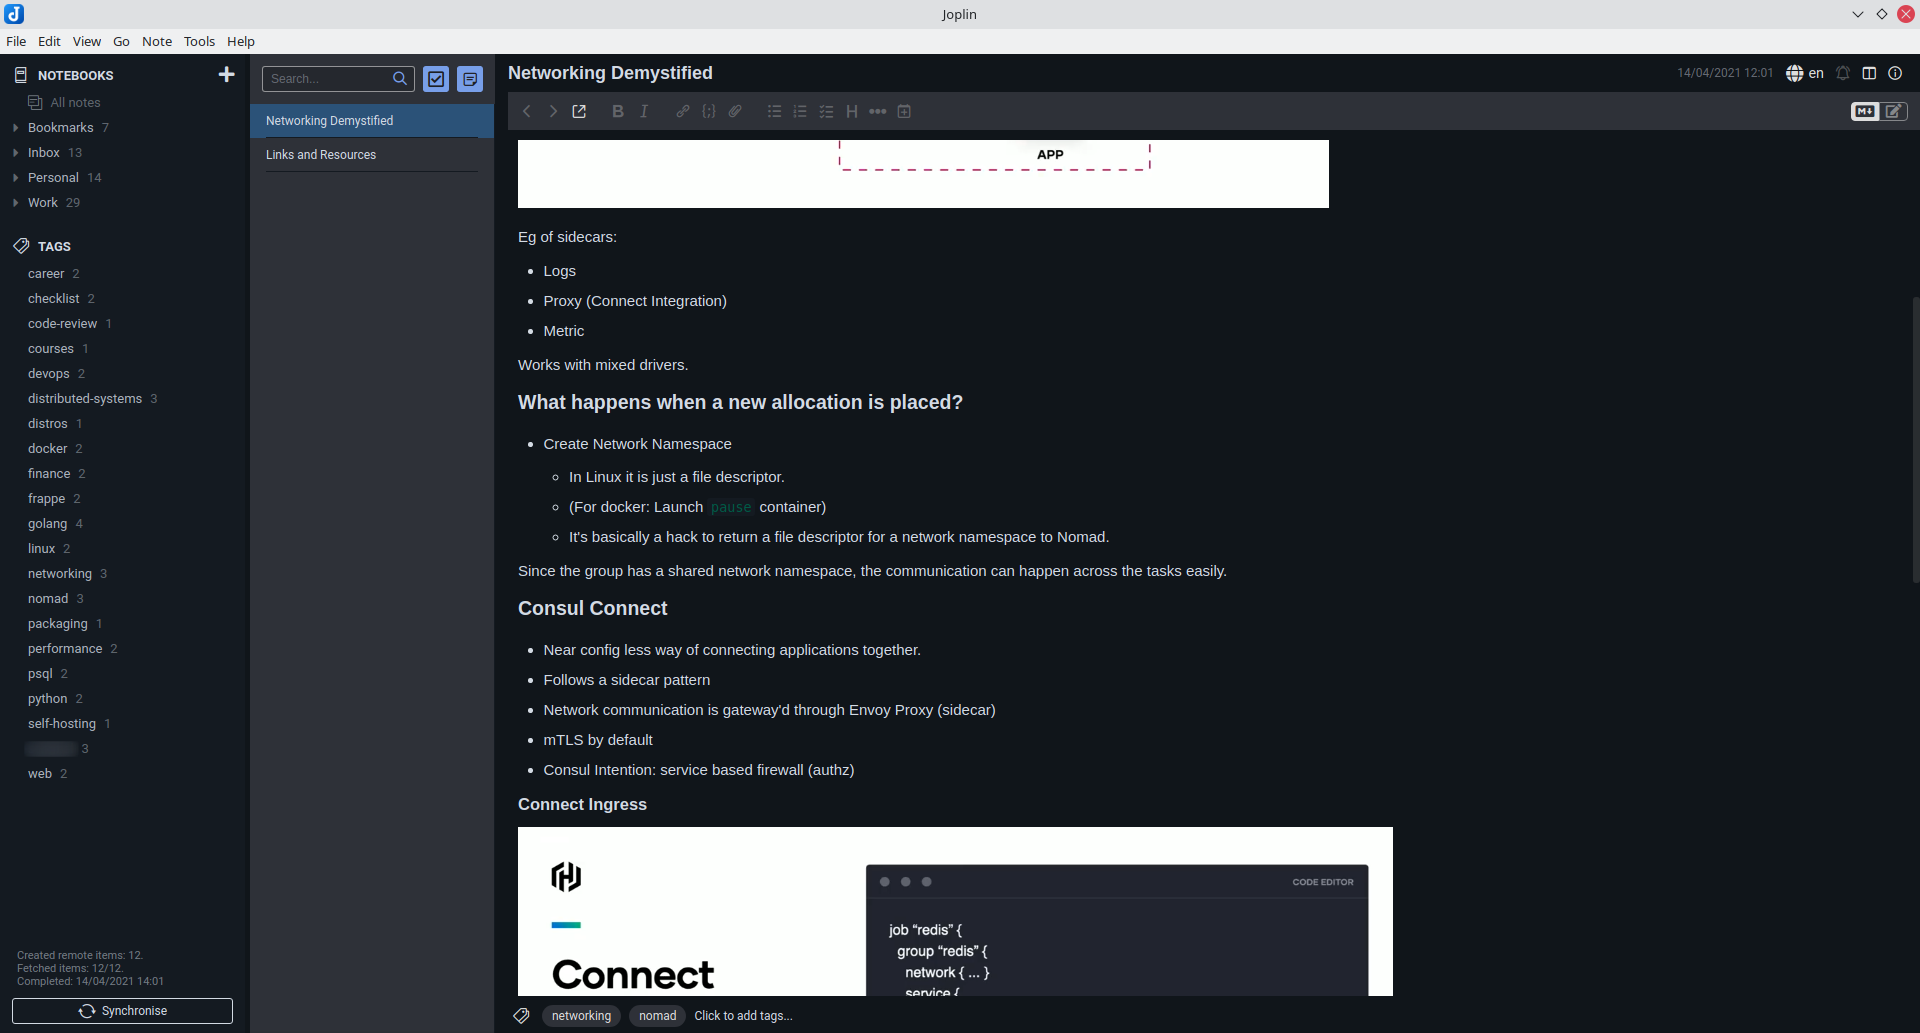 Joplin
File Edit View Go Note Tools Help
NOTEBOOKS
All notes
Bookmarks 7
Inbox 13
Personal 14
Work 29
TAGS
career 2
checklist 2
code-review 1
courses 1
devops 2
distributed-systems 3
distros 1
docker 2
finance 2
frappe 2
golang 4
linux 2
networking 3
nomad 3
packaging 1
performance 2
psql 2
python 2
self-hosting 1
3
web 2
Created remote items: 12.
Fetched items: 12/12.
Completed: 14/04/2021 14:01
Synchronise
Search...
Networking Demystified
Links and Resources
Networking Demystified
14/04/2021 12:01 en
B I {;} H
M↓
APP
Eg of sidecars:
Logs
Proxy (Connect Integration)
Metric
Works with mixed drivers.
What happens when a new allocation is placed?
Create Network Namespace
In Linux it is just a file descriptor.
(For docker: Launch pause container)
It's basically a hack to return a file descriptor for a network namespace to Nomad.
Since the group has a shared network namespace, the communication can happen across the tasks easily.
Consul Connect
Near config less way of connecting applications together.
Follows a sidecar pattern
Network communication is gateway'd through Envoy Proxy (sidecar)
mTLS by default
Consul Intention: service based firewall (authz)
Connect Ingress
Connect
CODE EDITOR
job “redis” {
group “redis” {
network { ... }
service {
networking nomad Click to add tags...